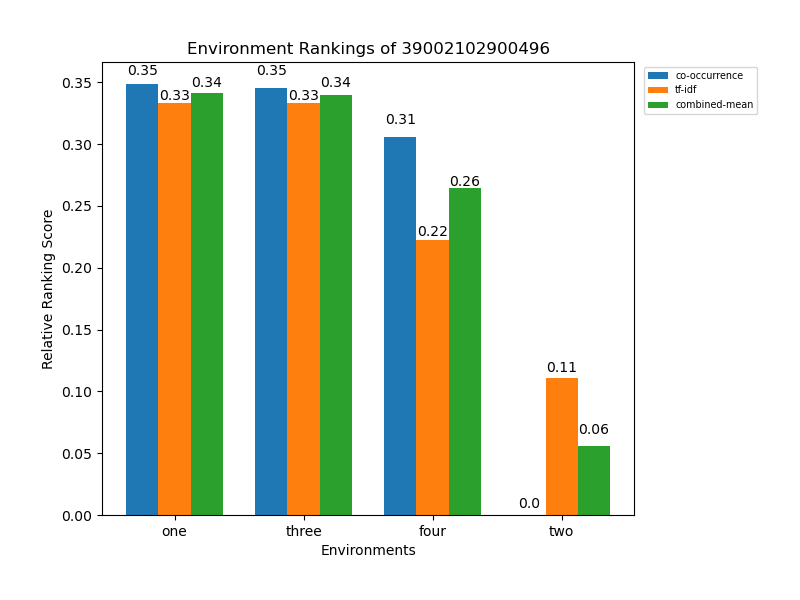 Environment Rankings of 39002102900496
co-occurrence
tf-idf
combined-mean
Relative Ranking Score
0.35
0.30
0.25
0.20
0.15
0.10
0.05
0.00
0.35
0.33
0.34
0.35
0.33
0.34
0.31
0.22
0.26
0.0
0.11
0.06
one three four two
Environments